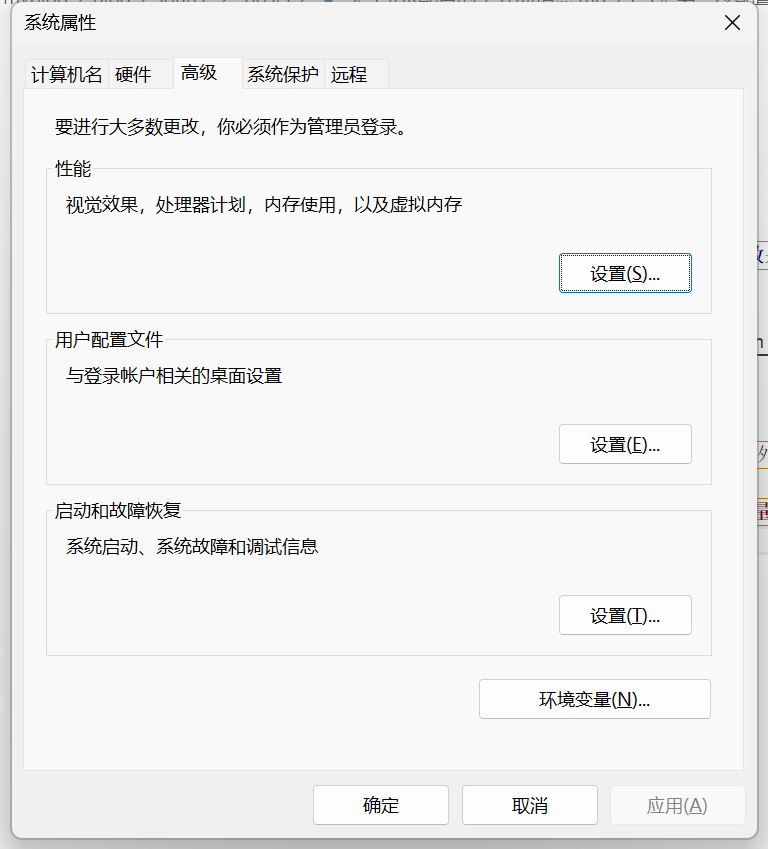 系统属性
计算机名 硬件 高级 系统保护 远程
要进行大多数更改，你必须作为管理员登录。
性能
视觉效果，处理器计划，内存使用，以及虚拟内存
设置(S)...
用户配置文件
与登录帐户相关的桌面设置
设置(E)...
启动和故障恢复
系统启动、系统故障和调试信息
设置(T)...
环境变量(N)...
确定 取消 应用(A)